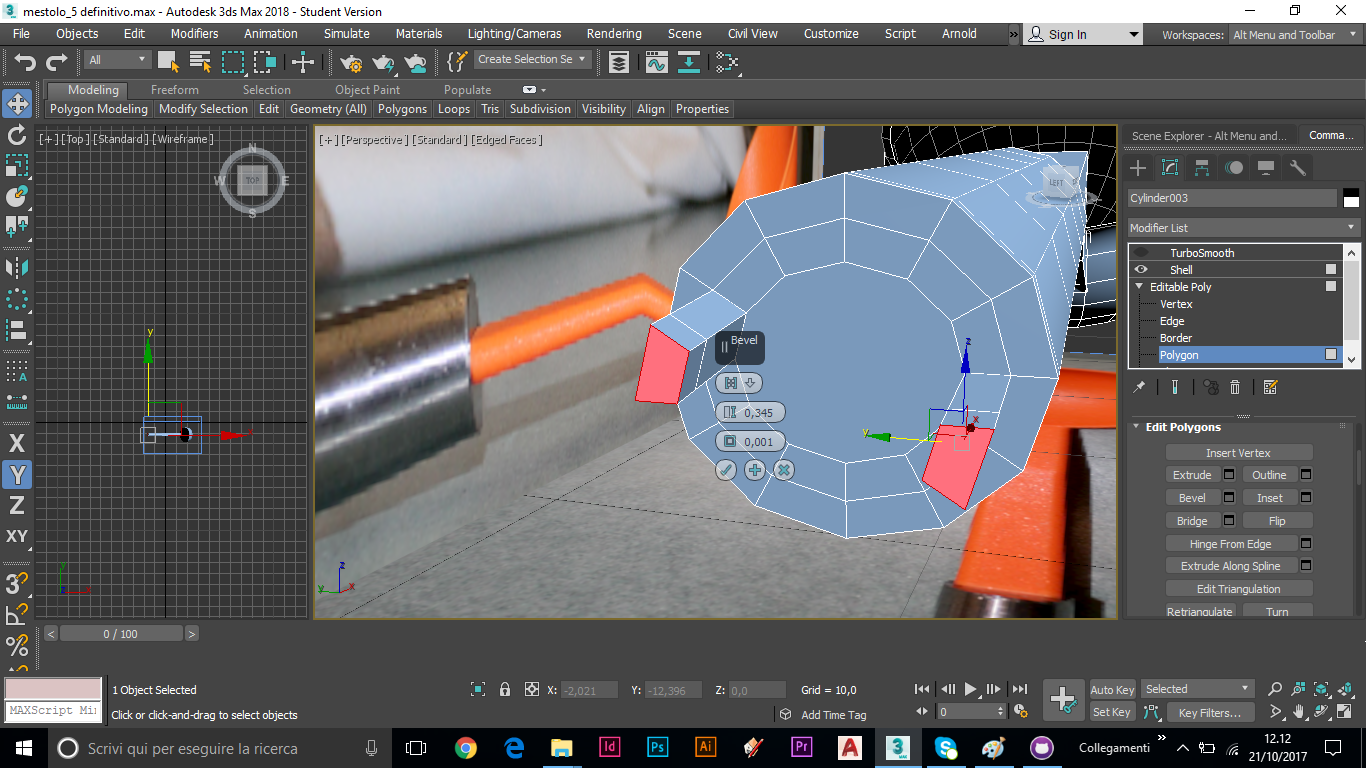 mestolo_5 definitivo.max - Autodesk 3ds Max 2018 - Student Version
File Objects Edit Modifiers Animation Simulate Materials Lighting/Cameras Rendering Scene Civil View Customize Script Arnold » Sign In Workspaces: Alt Menu and Toolbar
All Create Selection Se
Modeling Freeform Selection Object Paint Populate
Polygon Modeling Modify Selection Edit Geometry (All) Polygons Loops Tris Subdivision Visibility Align Properties
[+] [Top] [Standard] [Wireframe]
[+] [Perspective] [Standard] [Edged Faces]
Scene Explorer - Alt Menu and... Comma...
N
W TOP E
S
LEFT
Cylinder003
Modifier List
TurboSmooth
Shell
Editable Poly
Vertex
Edge
Border
Polygon
y
x
z
x
y
Bevel
0,345
0,001
Edit Polygons
Insert Vertex
Extrude Outline
Bevel Inset
Bridge Flip
Hinge From Edge
Extrude Along Spline
Edit Triangulation
Retriangulate Turn
X
Y
Z
XY
3
%
y
z
z
y x
< 0 / 100 >
1 Object Selected X: -2,021 Y: -12,396 Z: 0,0 Grid = 10,0 Auto Key Selected
MAXScript Mi
Click or click-and-drag to select objects Add Time Tag 0 Set Key Key Filters...
Scrivi qui per eseguire la ricerca Id Ps Ai Pr A 3 MAX S Collegamenti » 12.12
21/10/2017